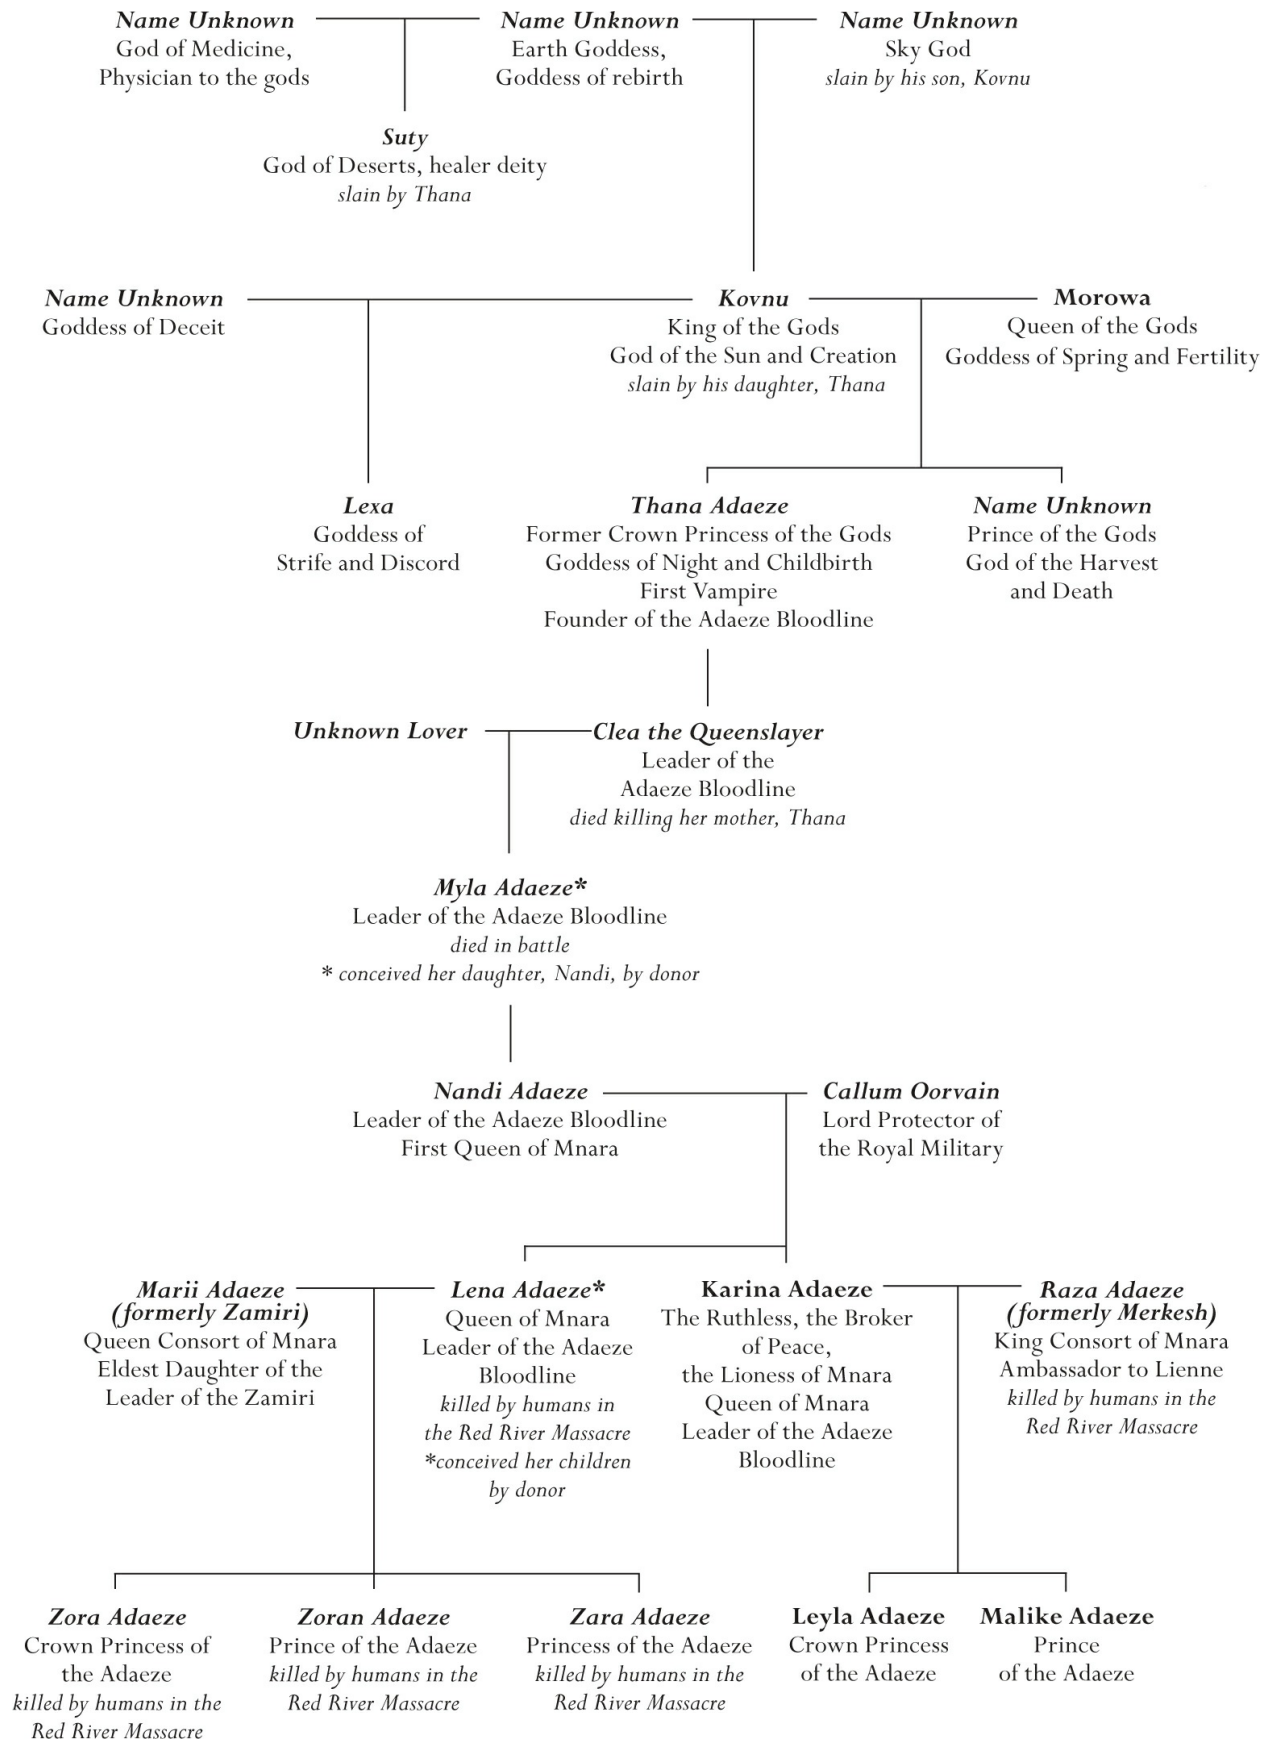 Name Unknown
God of Medicine,
Physician to the gods
Name Unknown
Earth Goddess,
Goddess of rebirth
Name Unknown
Sky God
slain by his son, Kovnu
Suty
God of Deserts, healer deity
slain by Thana
Name Unknown
Goddess of Deceit
Kovnu
King of the Gods
God of the Sun and Creation
slain by his daughter, Thana
Morowa
Queen of the Gods
Goddess of Spring and Fertility
Lexa
Goddess of
Strife and Discord
Thana Adaeze
Former Crown Princess of the Gods
Goddess of Night and Childbirth
First Vampire
Founder of the Adaeze Bloodline
Name Unknown
Prince of the Gods
God of the Harvest
and Death
Unknown Lover
Clea the Queenslayer
Leader of the
Adaeze Bloodline
died killing her mother, Thana
Myla Adaeze*
Leader of the Adaeze Bloodline
died in battle
* conceived her daughter, Nandi, by donor
Nandi Adaeze
Leader of the Adaeze Bloodline
First Queen of Mnara
Callum Oorvain
Lord Protector of
the Royal Military
Marii Adaeze
(formerly Zamiri)
Queen Consort of Mnara
Eldest Daughter of the
Leader of the Zamiri
Lena Adaeze*
Queen of Mnara
Leader of the Adaeze
Bloodline
killed by humans in
the Red River Massacre
*conceived her children
by donor
Karina Adaeze
The Ruthless, the Broker
of Peace,
the Lioness of Mnara
Queen of Mnara
Leader of the Adaeze
Bloodline
Raza Adaeze
(formerly Merkesh)
King Consort of Mnara
Ambassador to Lienne
killed by humans in the
Red River Massacre
Zora Adaeze
Crown Princess of
the Adaeze
killed by humans in the
Red River Massacre
Zoran Adaeze
Prince of the Adaeze
killed by humans in the
Red River Massacre
Zara Adaeze
Princess of the Adaeze
killed by humans in the
Red River Massacre
Leyla Adaeze
Crown Princess
of the Adaeze
Malike Adaeze
Prince
of the Adaeze